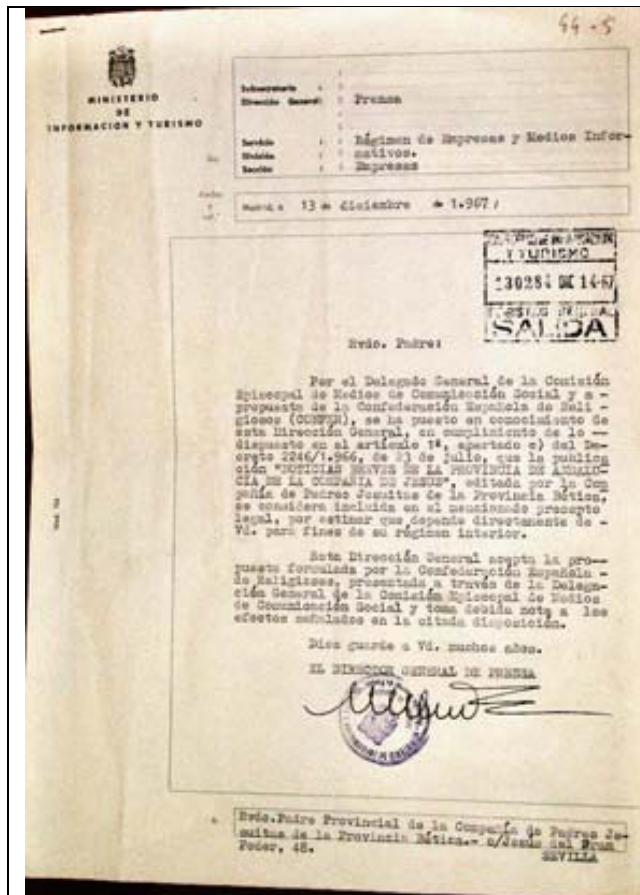 44-5
MINISTERIO
DE
INFORMACION Y TURISMO
Subsecretaría :
Dirección General: Prensa
Servicio : Régimen de Empresas y Medios Infor-
División : mativos.
Sección : Empresas
Madrid, a 13 de diciembre de 1.967
Y TURISMO
130284 DIC 14-67
SALIDA
Rvdo. Padre:
Por el Delegado General de la Comisión
Episcopal de Medios de Comunicación Social y a -
propuesta de la Confederación Española de Reli -
giosos (CONFER), se ha puesto en conocimiento de
esta Dirección General, en cumplimiento de lo --
dispuesto en el artículo 1º, apartado c) del De-
creto 2246/1.966, de 23 de julio, que la publica
ción "NOTICIAS BREVES DE LA PROVINCIA DE ANDALU-
CIA DE LA COMPAÑIA DE JESUS", editada por la Com
pañía de Padres Jesuitas de la Provincia Bética,
se considera incluida en el mencionado precepto
legal, por estimar que depende directamente de -
Vd. para fines de su régimen interior.
Esta Dirección General acepta la pro--
puesta formulada por la Confederación Española -
de Religiosos, presentada a través de la Delega-
ción General de la Comisión Episcopal de Medios
de Comunicación Social y toma debida nota a los
efectos señalados en la citada disposición.
Dios guarde a Vd. muchos años.
EL DIRECTOR GENERAL DE PRENSA
Rvdo.Padre Provincial de la Compañía de Padres Je-
suitas de la Provincia Bética.- c/Jesús del Gran
Poder, 48. SEVILLA